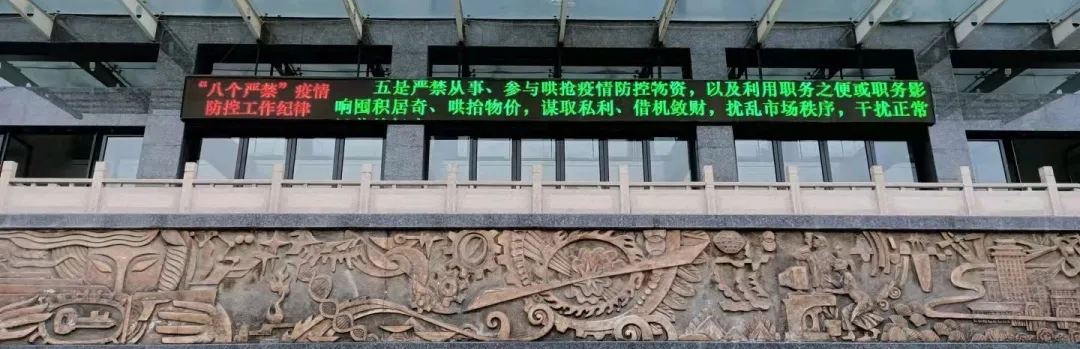 “八个严禁”疫情
防控工作纪律
五是严禁从事、参与哄抢疫情防控物资，以及利用职务之便或职务影
响囤积居奇、哄抬物价，谋取私利、借机敛财，扰乱市场秩序，干扰正常